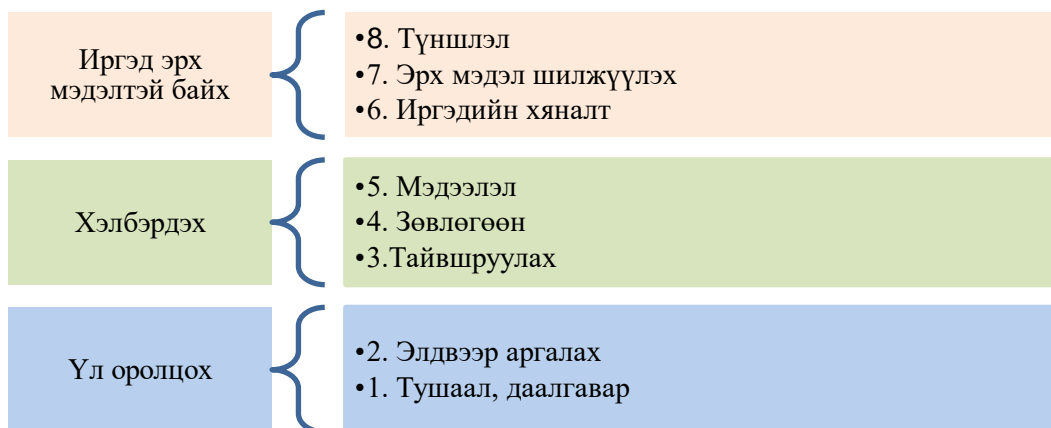 Иргэд эрх
мэдэлтэй байх
•8. Түншлэл
•7. Эрх мэдэл шилжүүлэх
•6. Иргэдийн хяналт
Хэлбэрдэх
•5. Мэдээлэл
•4. Зөвлөгөөн
•3.Тайвшруулах
Үл оролцох
•2. Элдвээр аргалах
•1. Тушаал, даалгавар